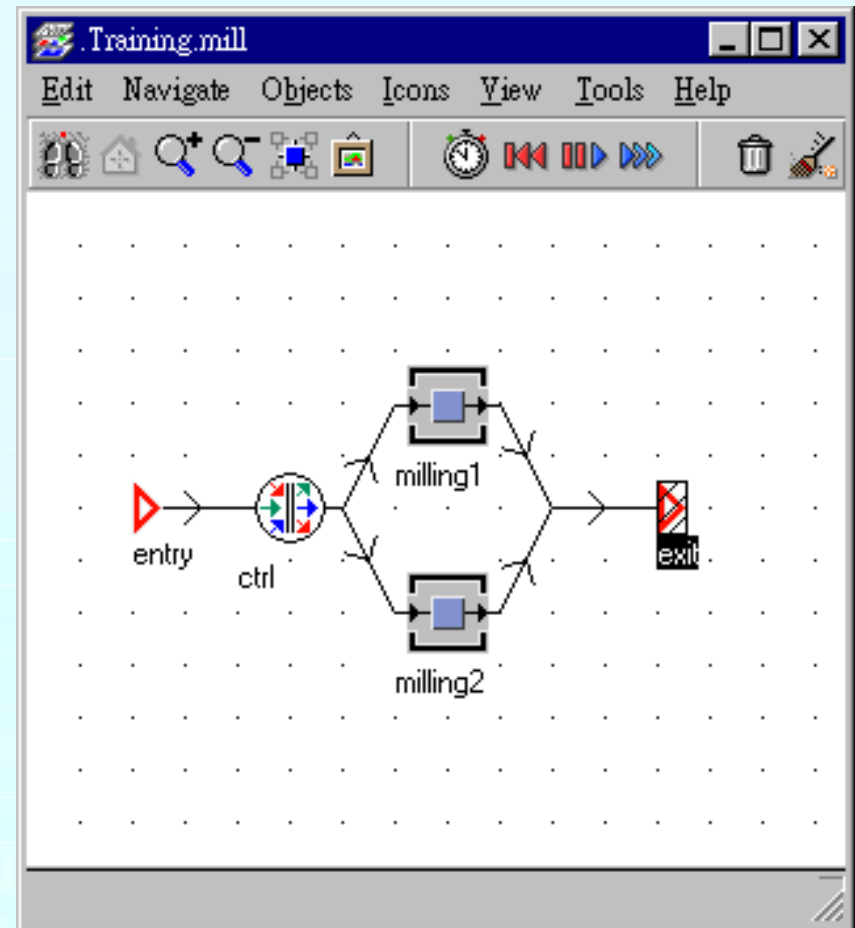 .Training.mill
Edit Navigate Objects Icons View Tools Help
milling1
entry
exit
ctrl
milling2